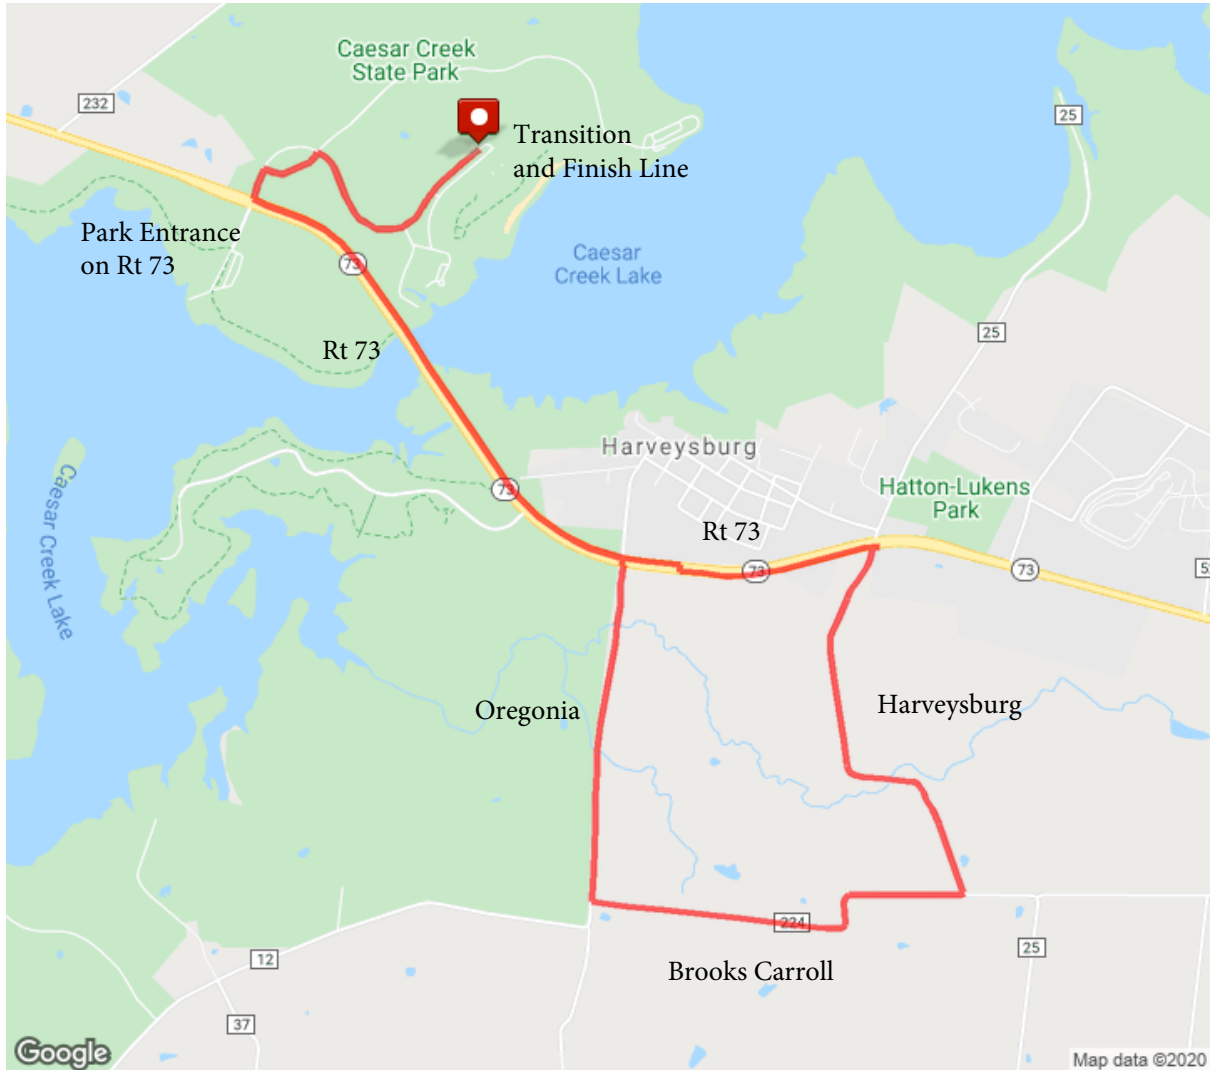 Caesar Creek
State Park
232
25
Transition
and Finish Line
Park Entrance
on Rt 73
73
Caesar
Creek Lake
25
Rt 73
Harveysburg
Caesar Creek Lake
73
Hatton-Lukens
Park
Rt 73
73
73
Oregonia
Harveysburg
224
12
25
Brooks Carroll
37
Google
Map data ©2020